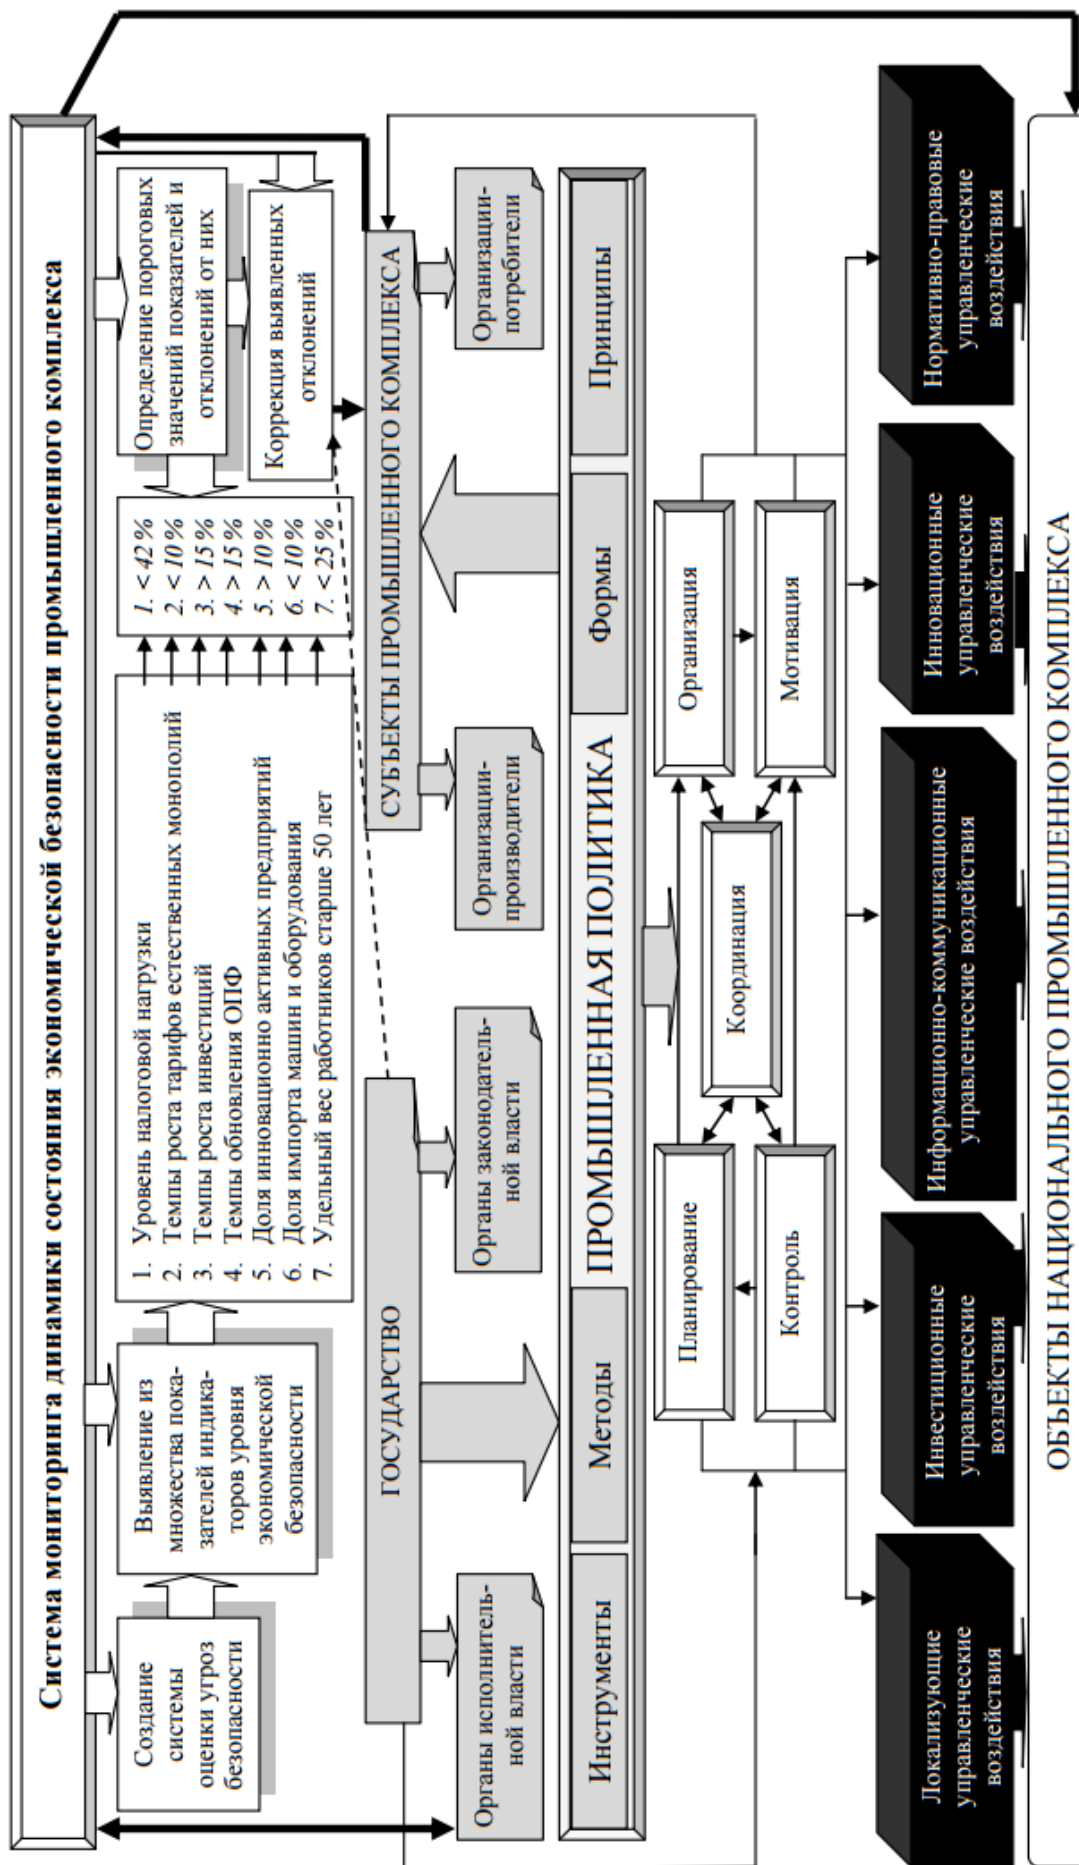 Система мониторинга динамики состояния экономической безопасности промышленного комплекса
Создание
системы
оценки угроз
безопасности
Выявление из
множества пока-
зателей индика-
торов уровня
экономической
безопасности
1. Уровень налоговой нагрузки
2. Темпы роста тарифов естественных монополий
3. Темпы роста инвестиций
4. Темпы обновления ОПФ
5. Доля инновационно активных предприятий
6. Доля импорта машин и оборудования
7. Удельный вес работников старше 50 лет
1. < 42 %
2. < 10 %
3. > 15 %
4. > 15 %
5. > 10 %
6. < 10 %
7. < 25 %
Определение пороговых
значений показателей и
отклонений от них
Коррекция выявленных
отклонений
ГОСУДАРСТВО
СУБЪЕКТЫ ПРОМЫШЛЕННОГО КОМПЛЕКСА
Органы исполнитель-
ной власти
Органы законодатель-
ной власти
Организации-
производители
Организации-
потребители
Инструменты
Методы
ПРОМЫШЛЕННАЯ ПОЛИТИКА
Формы
Принципы
Планирование
Организация
Координация
Контроль
Мотивация
Локализующие
управленческие
воздействия
Инвестиционные
управленческие
воздействия
Информационно-коммуникационные
управленческие воздействия
Инновационные
управленческие
воздействия
Нормативно-правовые
управленческие
воздействия
ОБЪЕКТЫ НАЦИОНАЛЬНОГО ПРОМЫШЛЕННОГО КОМПЛЕКСА